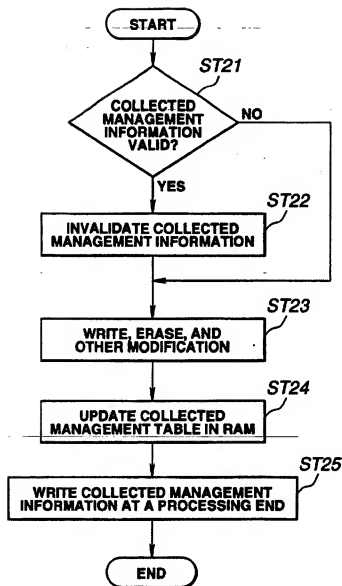 START
ST21
COLLECTED
MANAGEMENT
INFORMATION
VALID?
NO
YES
ST22
INVALIDATE COLLECTED
MANAGEMENT INFORMATION
ST23
WRITE, ERASE, AND
OTHER MODIFICATION
ST24
UPDATE COLLECTED
MANAGEMENT TABLE IN RAM
ST25
WRITE COLLECTED MANAGEMENT
INFORMATION AT A PROCESSING END
END